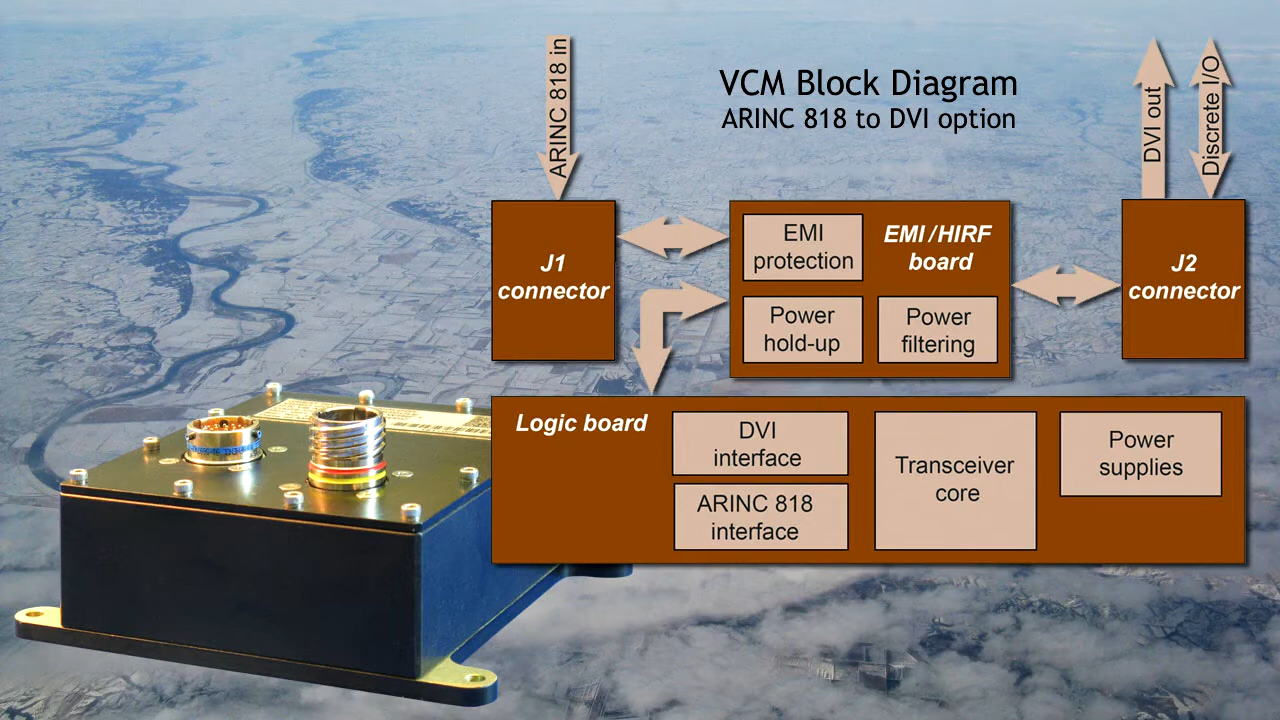 VCM Block Diagram
ARINC 818 to DVI option
ARINC 818 in
DVI out
Discrete I/O
J1
connector
EMI
protection
EMI/HIRF
board
Power
hold-up
Power
filtering
J2
connector
Logic board
DVI
interface
ARINC 818
interface
Transceiver
core
Power
supplies